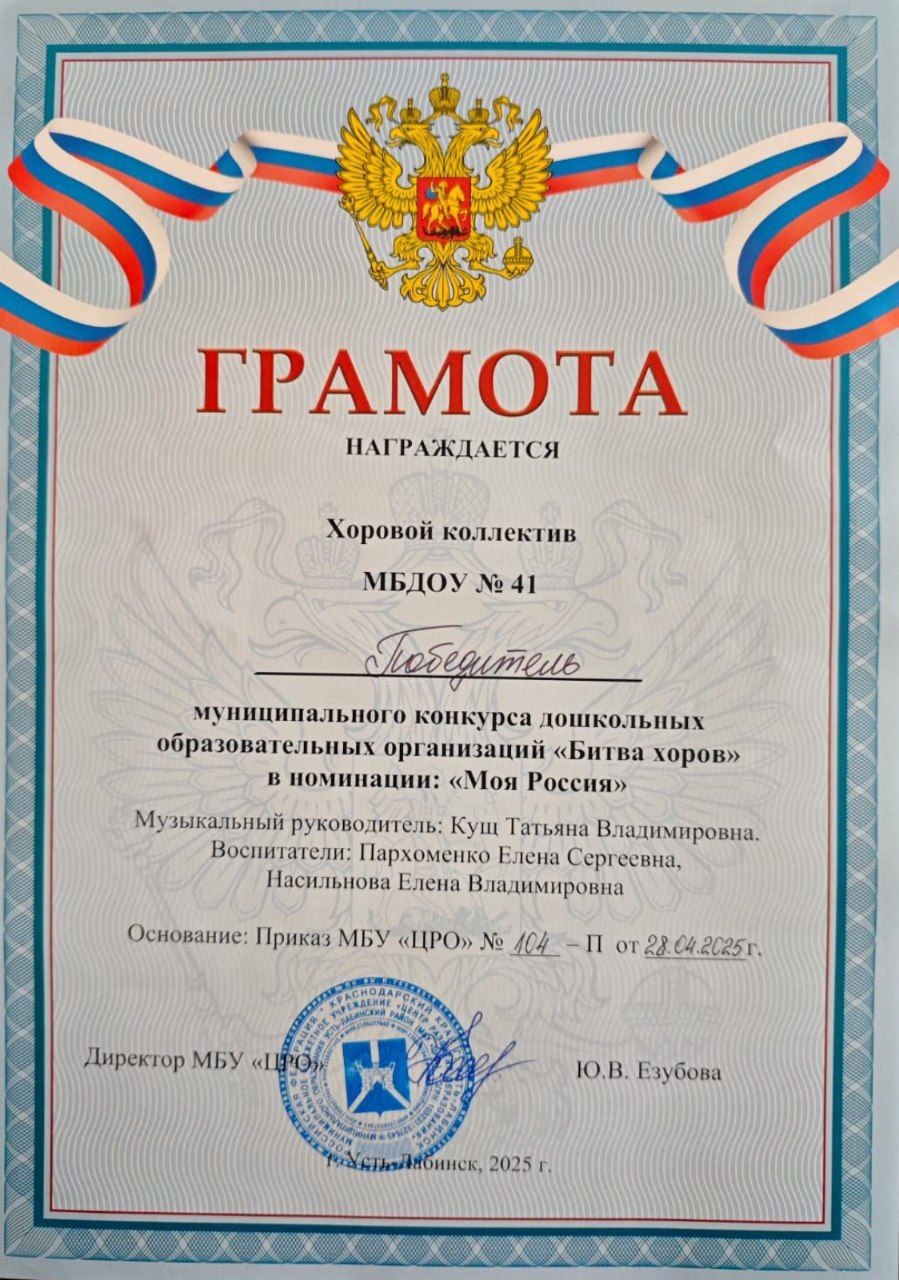 ГРАМОТА
НАГРАЖДАЕТСЯ
Хоровой коллектив
МБДОУ № 41
Победитель
муниципального конкурса дошкольных
образовательных организаций «Битва хоров»
в номинации: «Моя Россия»
Музыкальный руководитель: Кущ Татьяна Владимировна.
Воспитатели: Пархоменко Елена Сергеевна,
Насильнова Елена Владимировна
Основание: Приказ МБУ «ЦРО» № 104 – П от 28.04.2025 г.
КРАСНОДАРСКИЙ КРАЙ
Директор МБУ «ЦРО» Ю.В. Езубова
г. Усть-Лабинск, 2025 г.